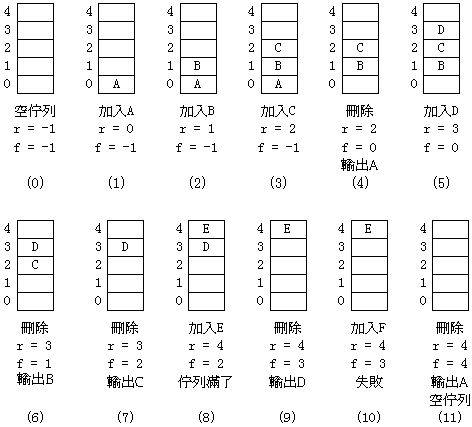 4
3
2
1
0
空佇列
r = -1
f = -1
(0)
4
3
2
1
0 A
加入A
r = 0
f = -1
(1)
4
3
2
1 B
0 A
加入B
r = 1
f = -1
(2)
4
3
2 C
1 B
0 A
加入C
r = 2
f = -1
(3)
4
3
2 C
1 B
0
刪除
r = 2
f = 0
輸出A
(4)
4
3 D
2 C
1 B
0
加入D
r = 3
f = 0
(5)
4
3 D
2 C
1
0
刪除
r = 3
f = 1
輸出B
(6)
4
3 D
2
1
0
刪除
r = 3
f = 2
輸出C
(7)
4 E
3 D
2
1
0
加入E
r = 4
f = 2
佇列滿了
(8)
4 E
3
2
1
0
刪除
r = 4
f = 3
輸出D
(9)
4 E
3
2
1
0
加入F
r = 4
f = 3
失敗
(10)
4
3
2
1
0
刪除
r = 4
f = 4
輸出A
空佇列
(11)